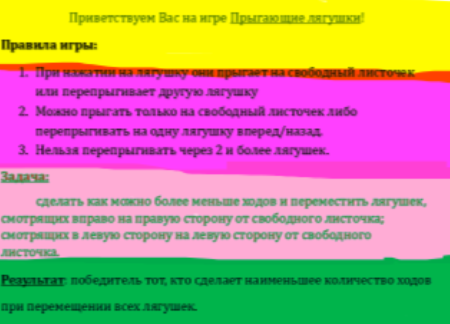 Приветствуем Вас на игре Прыгающие лягушки!
Правила игры:
1. При нажатии на лягушку они прыгает на свободный листочек
или перепрыгивает другую лягушку
2. Можно прыгать только на свободный листочек либо
перепрыгивать на одну лягушку вперед/назад.
3. Нельзя перепрыгивать через 2 и более лягушек.
Задача:
сделать как можно более меньше ходов и переместить лягушек,
смотрящих вправо на правую сторону от свободного листочка;
смотрящих в левую сторону на левую сторону от свободного
листочка.
Результат: победитель тот, кто сделает наименьшее количество ходов
при перемещении всех лягушек.